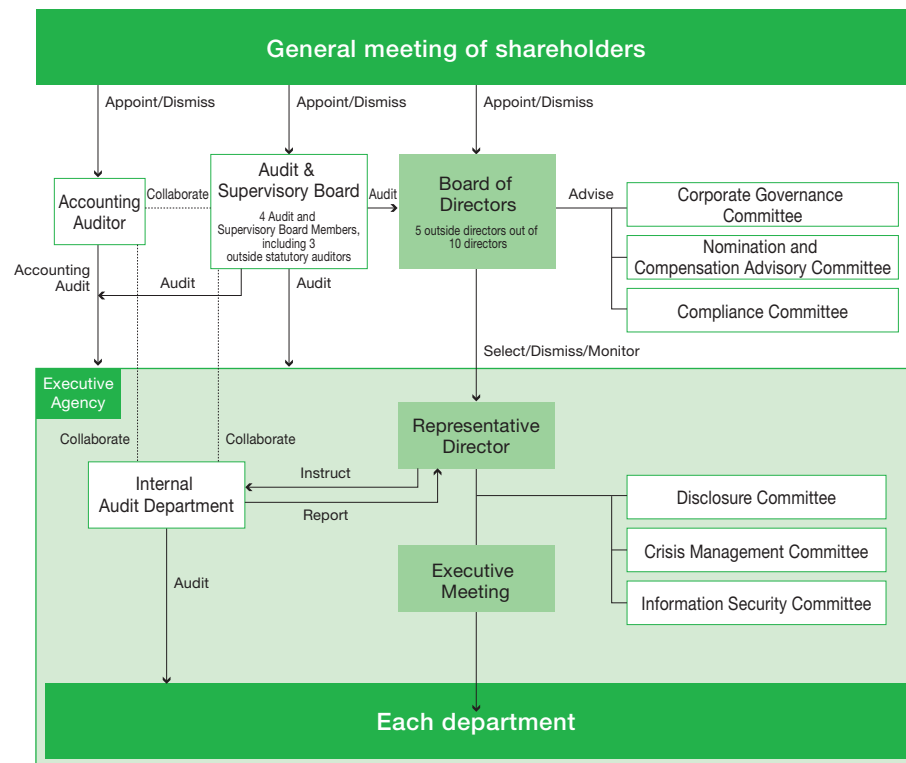 General meeting of shareholders
Appoint/Dismiss
Appoint/Dismiss
Appoint/Dismiss
Accounting
Auditor
Collaborate
Audit &
Supervisory Board
4 Audit and
Supervisory Board Members,
including 3
outside statutory auditors
Audit
Board of
Directors
5 outside directors out of
10 directors
Advise
Corporate Governance
Committee
Nomination and
Compensation Advisory Committee
Compliance Committee
Accounting
Audit
Audit
Audit
Select/Dismiss/Monitor
Executive
Agency
Collaborate
Collaborate
Representative
Director
Internal
Audit Department
Instruct
Report
Disclosure Committee
Crisis Management Committee
Information Security Committee
Executive
Meeting
Audit
Each department